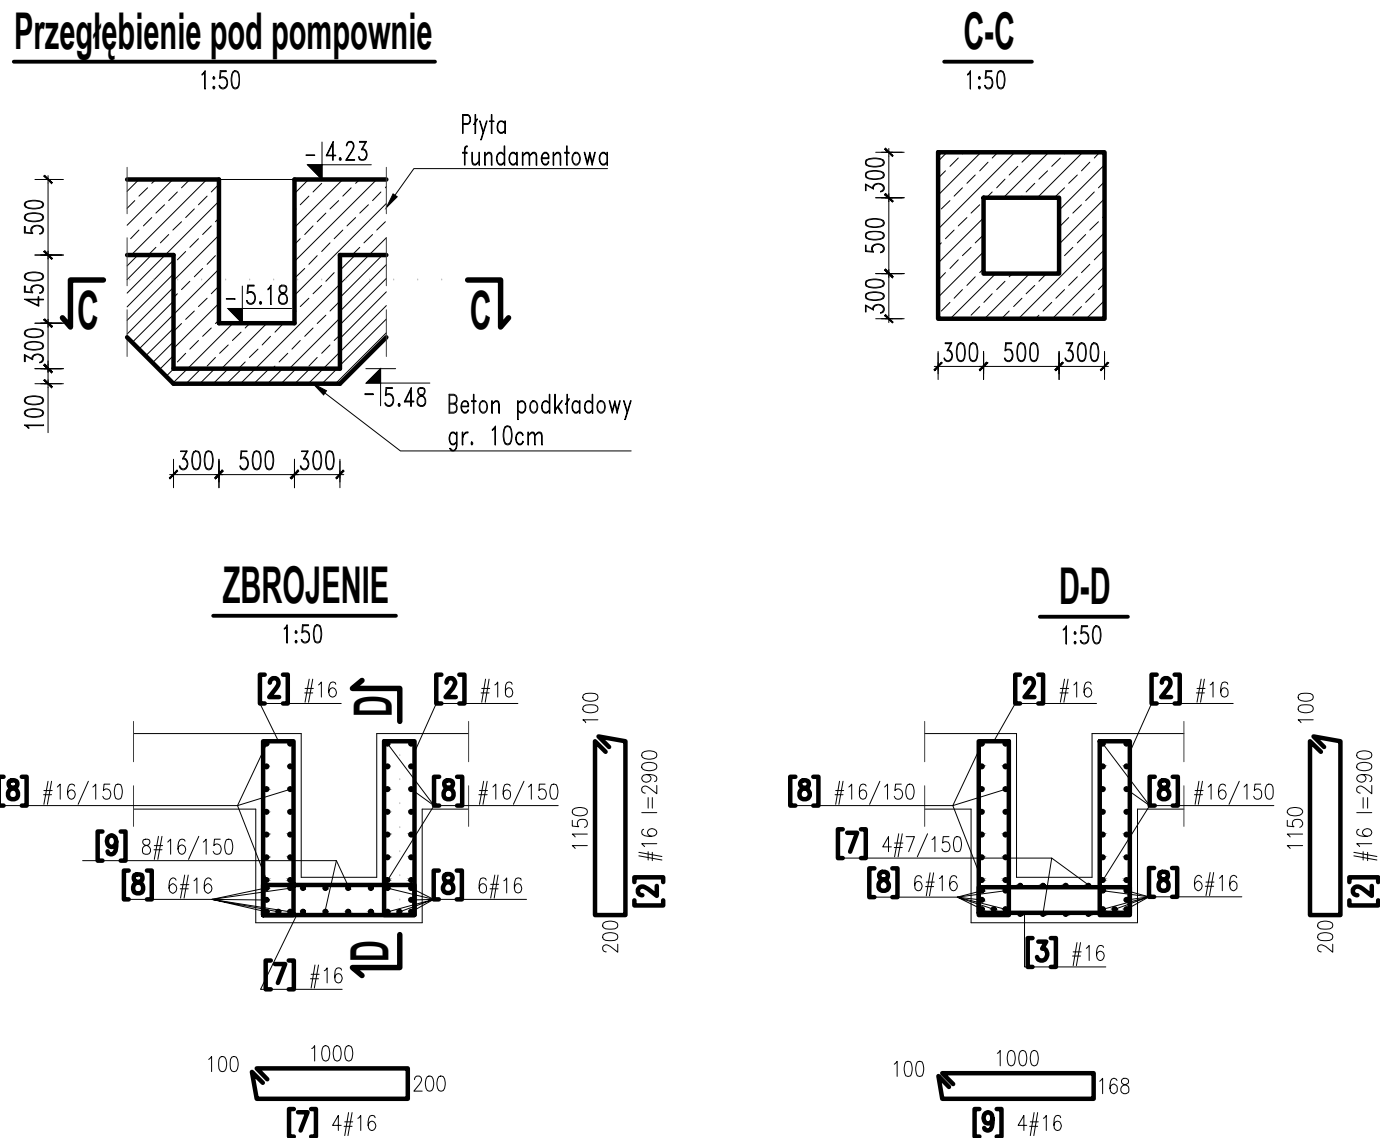 Przegłębienie pod pompownie
1:50
C-C
1:50
Płyta
fundamentowa
-4.23
500
450
300
100
C
C
-5.18
-5.48
Beton podkładowy
gr. 10cm
300 500 300
300
500
300
300 500 300
ZBROJENIE
1:50
D-D
1:50
[2] #16
D
[2] #16
[8] #16/150
[8] #16/150
[9] 8#16/150
[8] 6#16
[8] 6#16
[7] #16
D
100
1150
200
[2] #16 l=2900
[2] #16
[2] #16
[8] #16/150
[8] #16/150
[7] 4#7/150
[8] 6#16
[8] 6#16
[3] #16
100
1150
200
[2] #16 l=2900
100
1000
200
[7] 4#16
100
1000
168
[9] 4#16